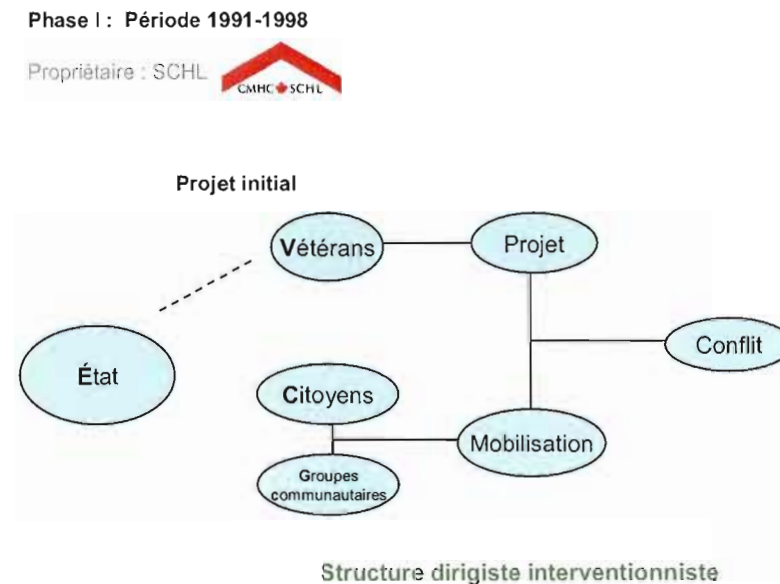 Phase I : Période 1991-1998
Propriétaire : SCHL
CMHC SCHL
Projet initial
Vétérans
Projet
État
Conflit
Citoyens
Mobilisation
Groupes
communautaires
Structure dirigiste interventionniste